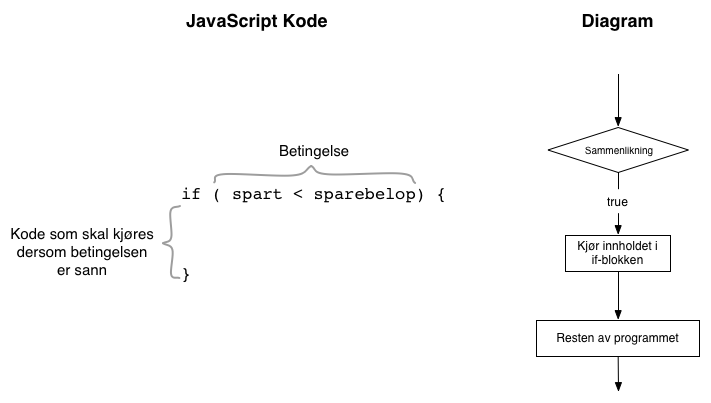 JavaScript Kode
Diagram
Betingelse
if ( spart < sparebelop) {
Kode som skal kjøres
dersom betingelsen
er sann
}
Sammenlikning
true
Kjør innholdet i
if-blokken
Resten av programmet